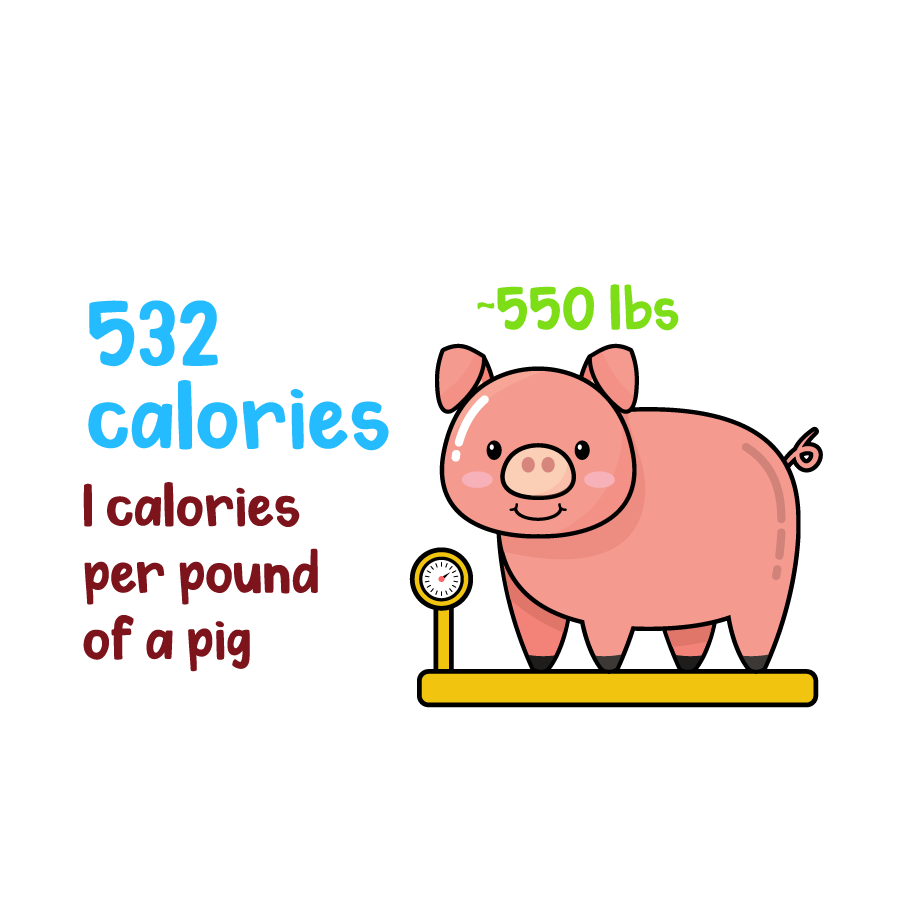 ~550 lbs
532
calories
1 calories
per pound
of a pig